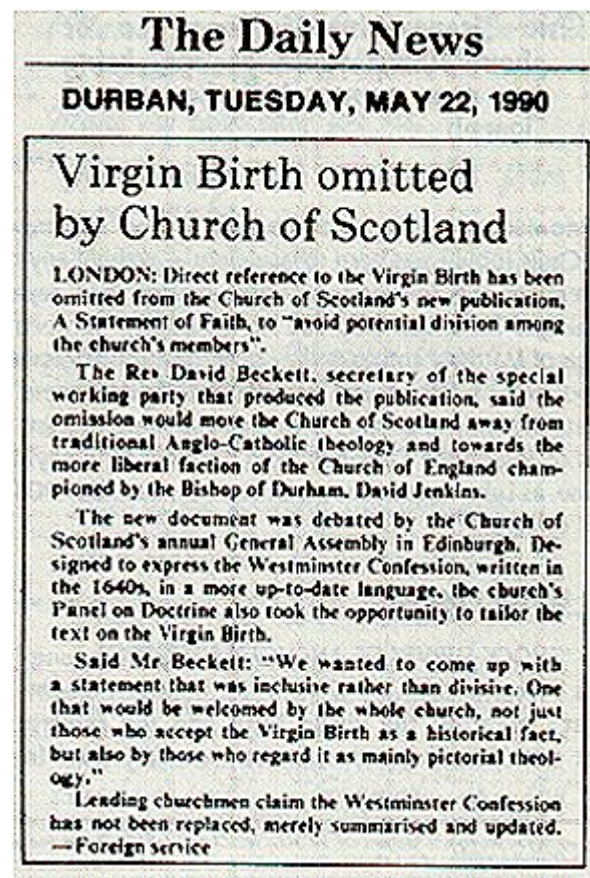 The Daily News
DURBAN, TUESDAY, MAY 22, 1990
Virgin Birth omitted
by Church of Scotland
LONDON: Direct reference to the Virgin Birth has been
omitted from the Church of Scotland's new publication,
A Statement of Faith, to "avoid potential division among
the church's members".
The Rev David Beckett, secretary of the special
working party that produced the publication, said the
omission would move the Church of Scotland away from
traditional Anglo-Catholic theology and towards the
more liberal faction of the Church of England cham-
pioned by the Bishop of Durham, David Jenkins.
The new document was debated by the Church of
Scotland's annual General Assembly in Edinburgh. De-
signed to express the Westminster Confession, written in
the 1640s, in a more up-to-date language, the church's
Panel on Doctrine also took the opportunity to tailor the
text on the Virgin Birth.
Said Mr Beckett: "We wanted to come up with
a statement that was inclusive rather than divisive. One
that would be welcomed by the whole church, not just
those who accept the Virgin Birth as a historical fact,
but also by those who regard it as mainly pictorial theol-
ogy."
Leading churchmen claim the Westminster Confession
has not been replaced, merely summarised and updated.
— Foreign service